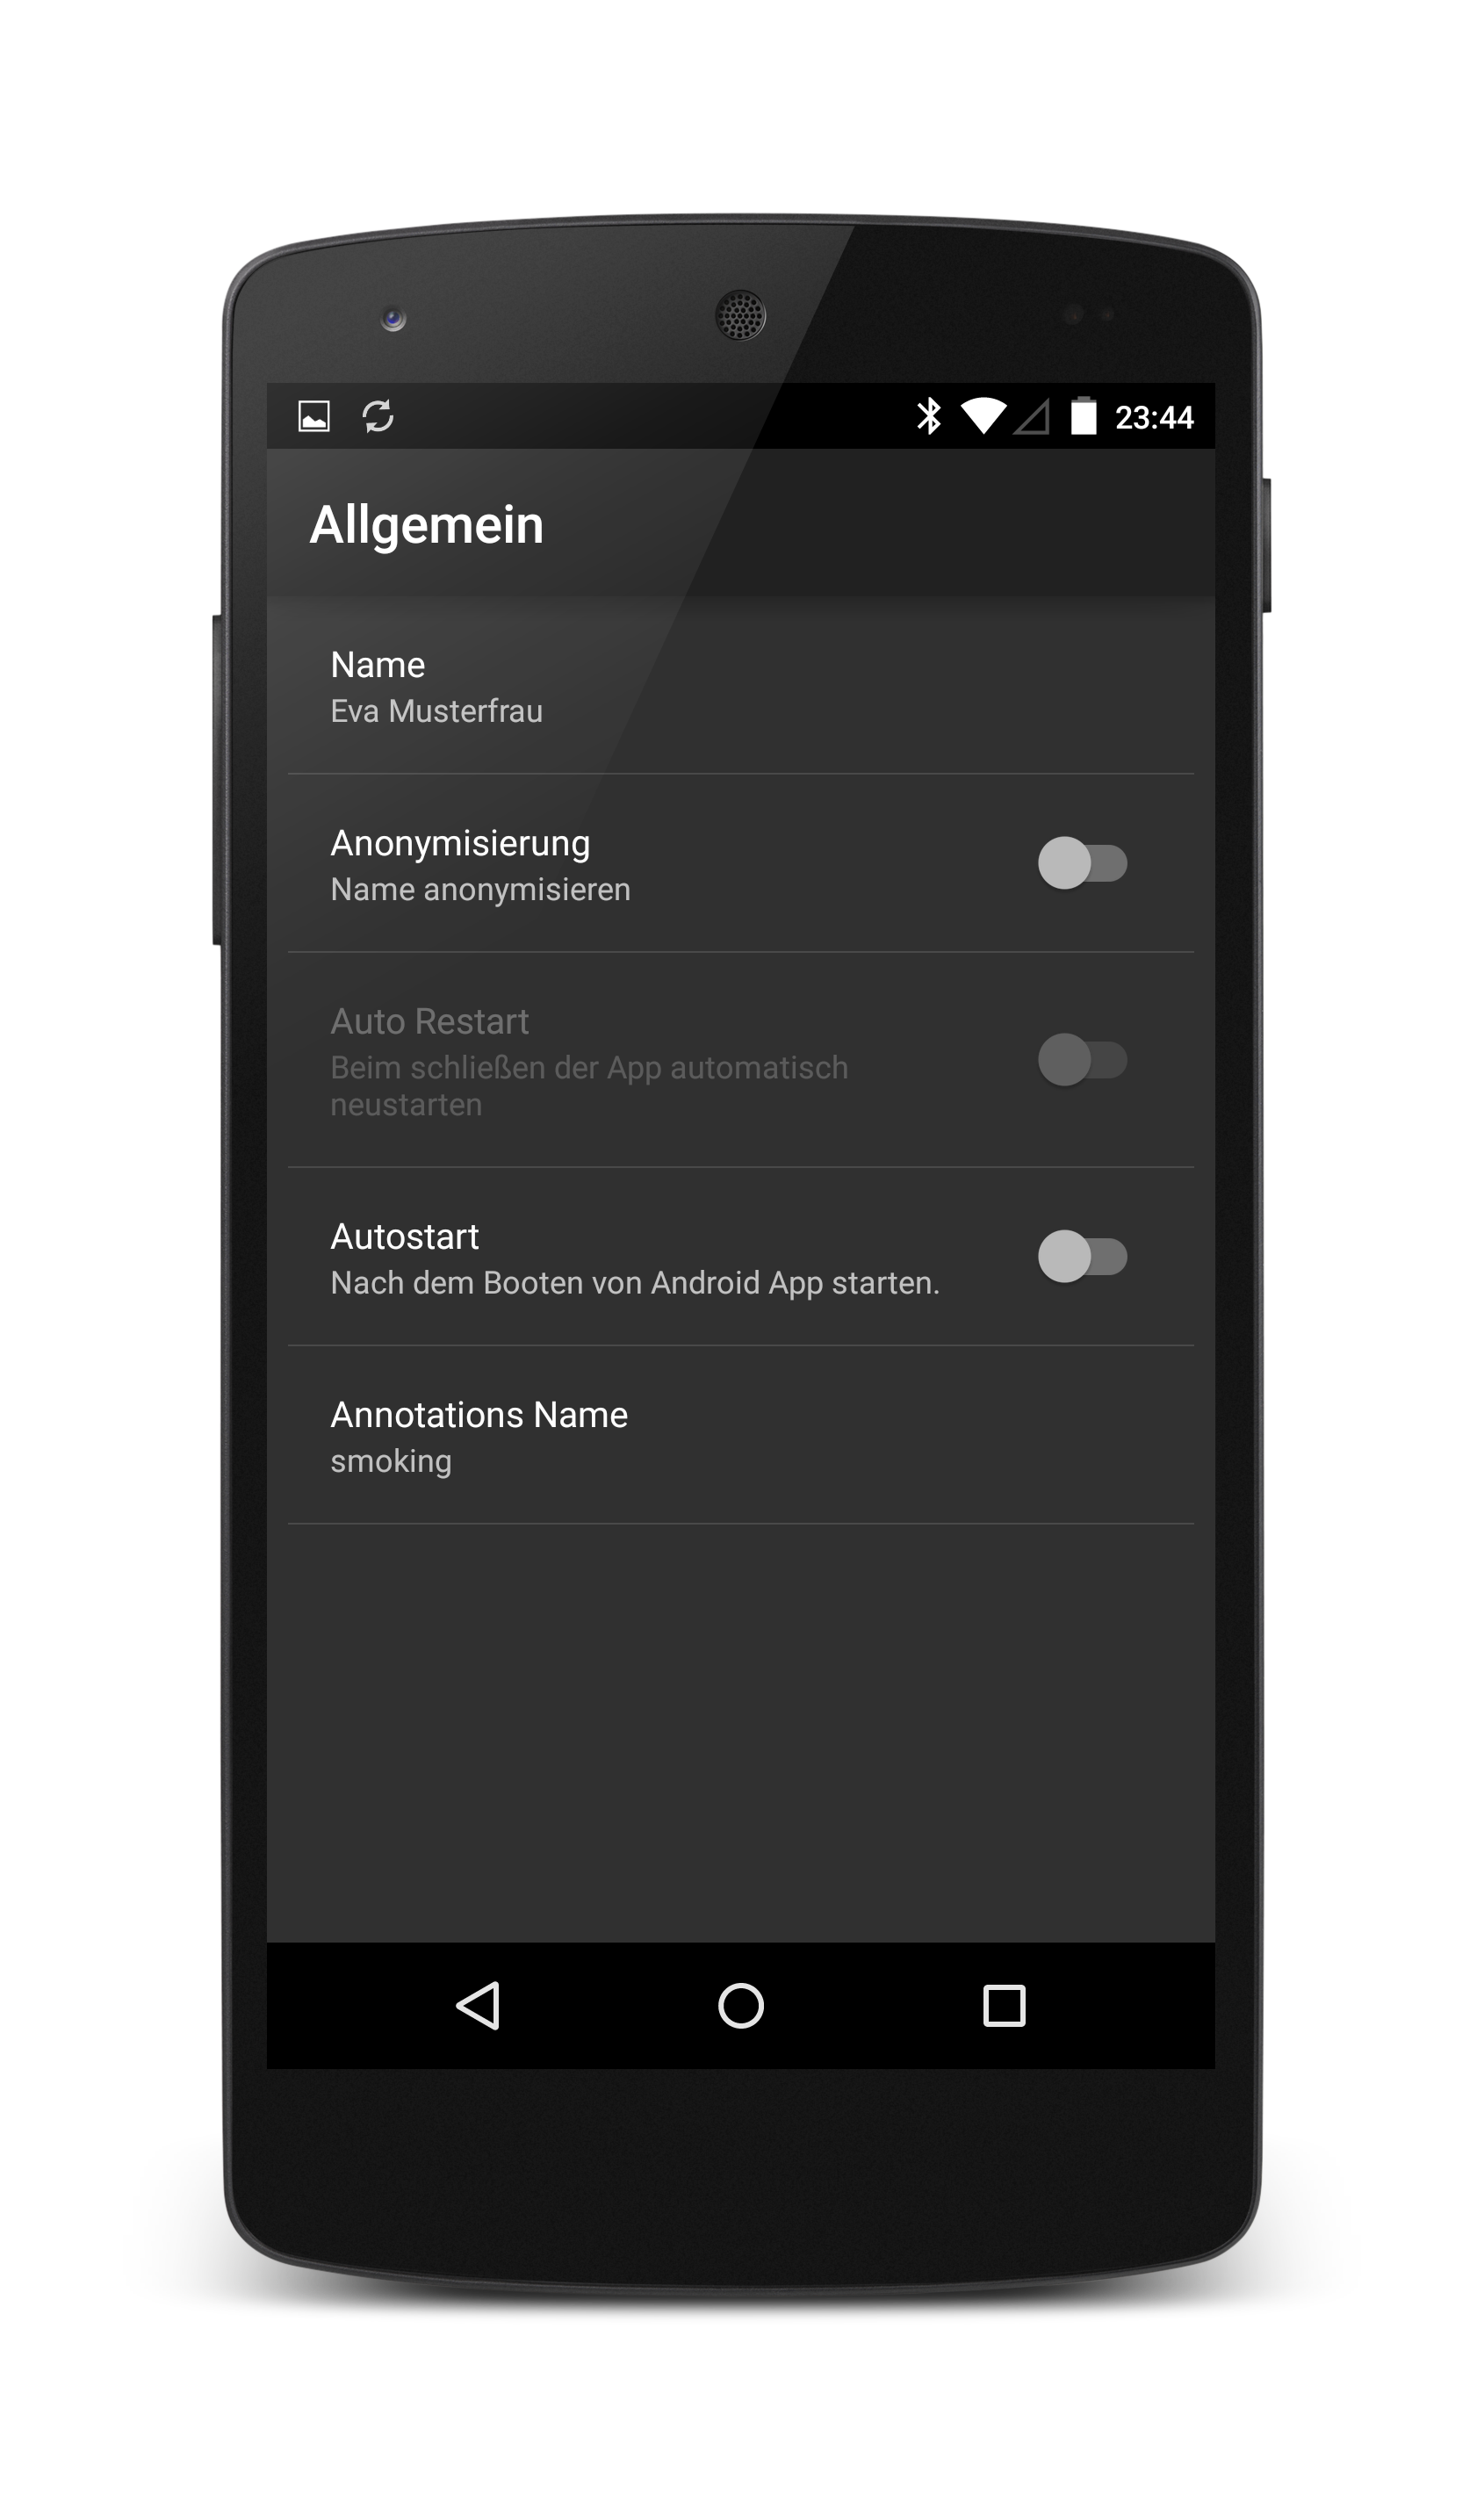 23:44
Allgemein
Name
Eva Musterfrau
Anonymisierung
Name anonymisieren
Auto Restart
Beim schließen der App automatisch
neustarten
Autostart
Nach dem Booten von Android App starten.
Annotations Name
smoking